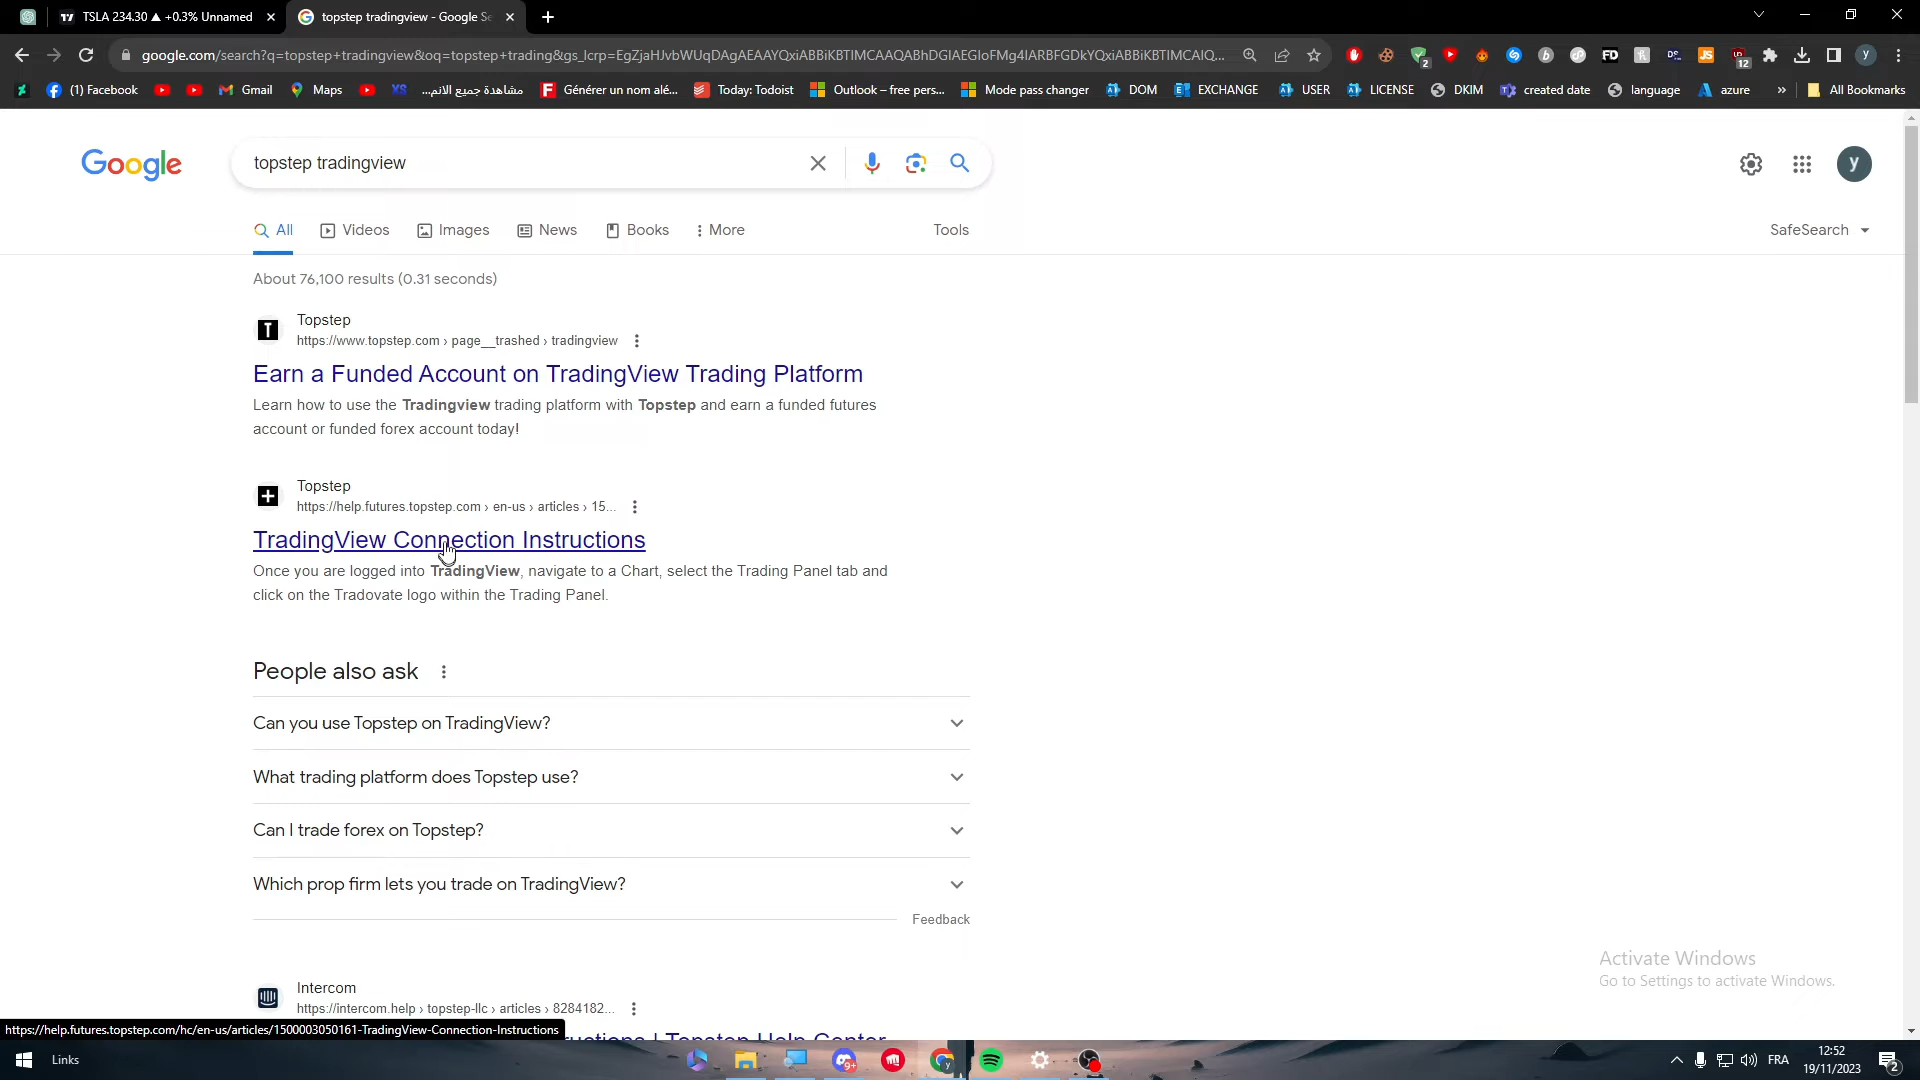 TSLA 234.30 ▲ +0.3% Unnamed
topstep tradingview - Google Se
google.com/search?q=topstep+tradingview&oq=topstep+trading&gs_lcrp=EgZjaHJvbWUqDAgAEAAYQxiABBiKBTIMCAAQABhDGIAEGIoFMg4IARBFGDkYQxiABBiKBTIMCAIQ...
(1) Facebook
Gmail
Maps
مشاهدة جميع الانم...
Générer un nom alé...
Today: Todoist
Outlook – free pers...
Mode pass changer
DOM
EXCHANGE
USER
LICENSE
DKIM
created date
language
azure
»
All Bookmarks
Google
topstep tradingview
y
All
Videos
Images
News
Books
More
Tools
SafeSearch
About 76,100 results (0.31 seconds)
Topstep
https://www.topstep.com › page__trashed › tradingview
Earn a Funded Account on TradingView Trading Platform
Learn how to use the Tradingview trading platform with Topstep and earn a funded futures
account or funded forex account today!
Topstep
https://help.futures.topstep.com › en-us › articles › 15...
TradingView Connection Instructions
Once you are logged into TradingView, navigate to a Chart, select the Trading Panel tab and
click on the Tradovate logo within the Trading Panel.
People also ask
Can you use Topstep on TradingView?
What trading platform does Topstep use?
Can I trade forex on Topstep?
Which prop firm lets you trade on TradingView?
Feedback
Activate Windows
Go to Settings to activate Windows.
Intercom
https://intercom.help › topstep-llc › articles › 8284182...
https://help.futures.topstep.com/hc/en-us/articles/1500003050161-TradingView-Connection-Instructions
Topstep Help Center
Links
FRA
12:52
19/11/2023
2